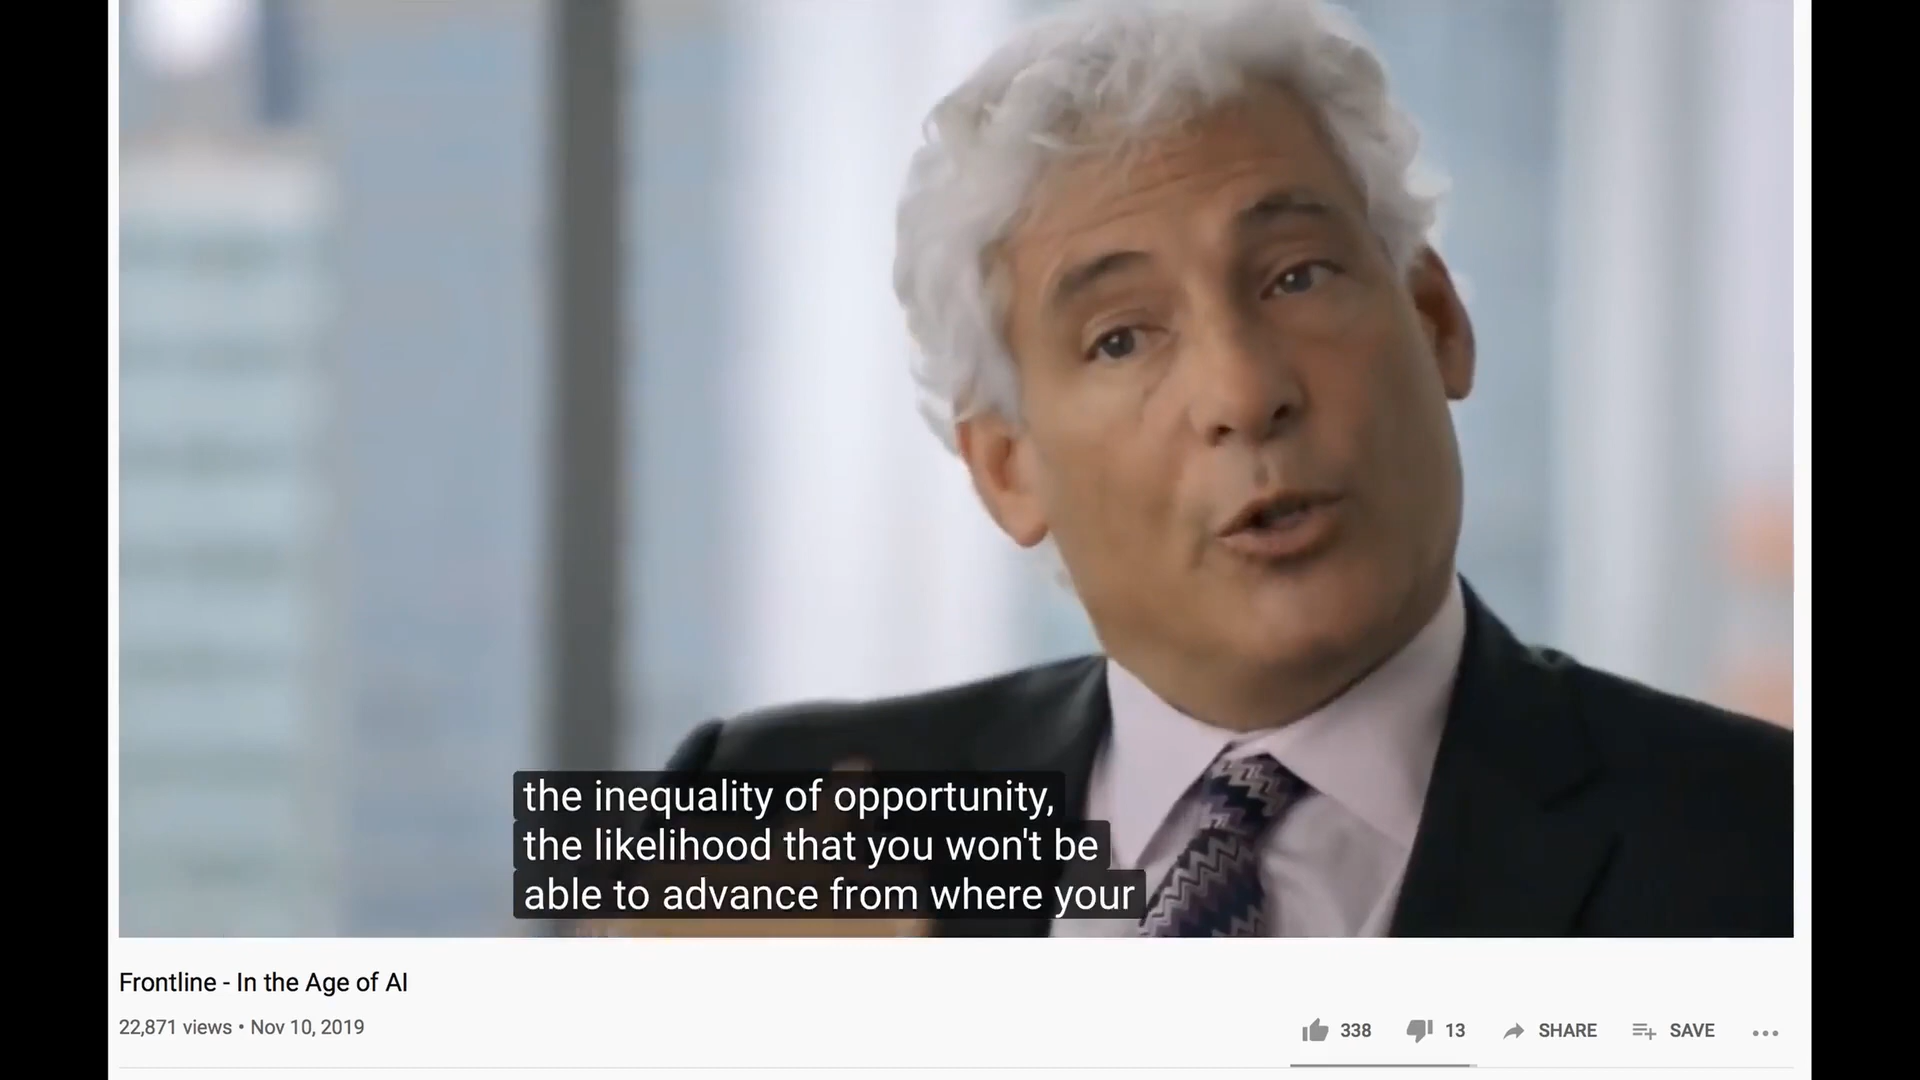 the inequality of opportunity,
the likelihood that you won't be
able to advance from where your
Frontline - In the Age of AI
22,871 views • Nov 10, 2019
338 13 SHARE SAVE